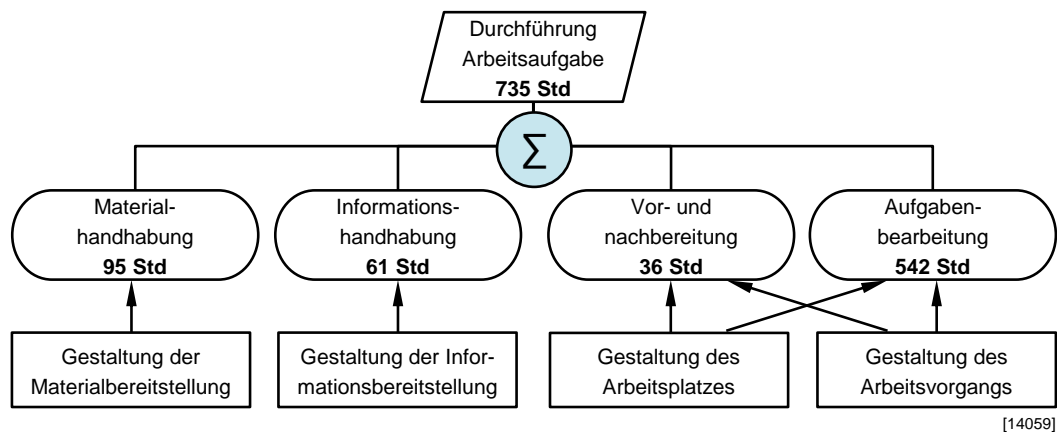 Durchführung
Arbeitsaufgabe
735 Std
Σ
Material-
handhabung
95 Std
Informations-
handhabung
61 Std
Vor- und
nachbereitung
36 Std
Aufgaben-
bearbeitung
542 Std
Gestaltung der
Materialbereitstellung
Gestaltung der Infor-
mationsbereitstellung
Gestaltung des
Arbeitsplatzes
Gestaltung des
Arbeitsvorgangs
[14059]